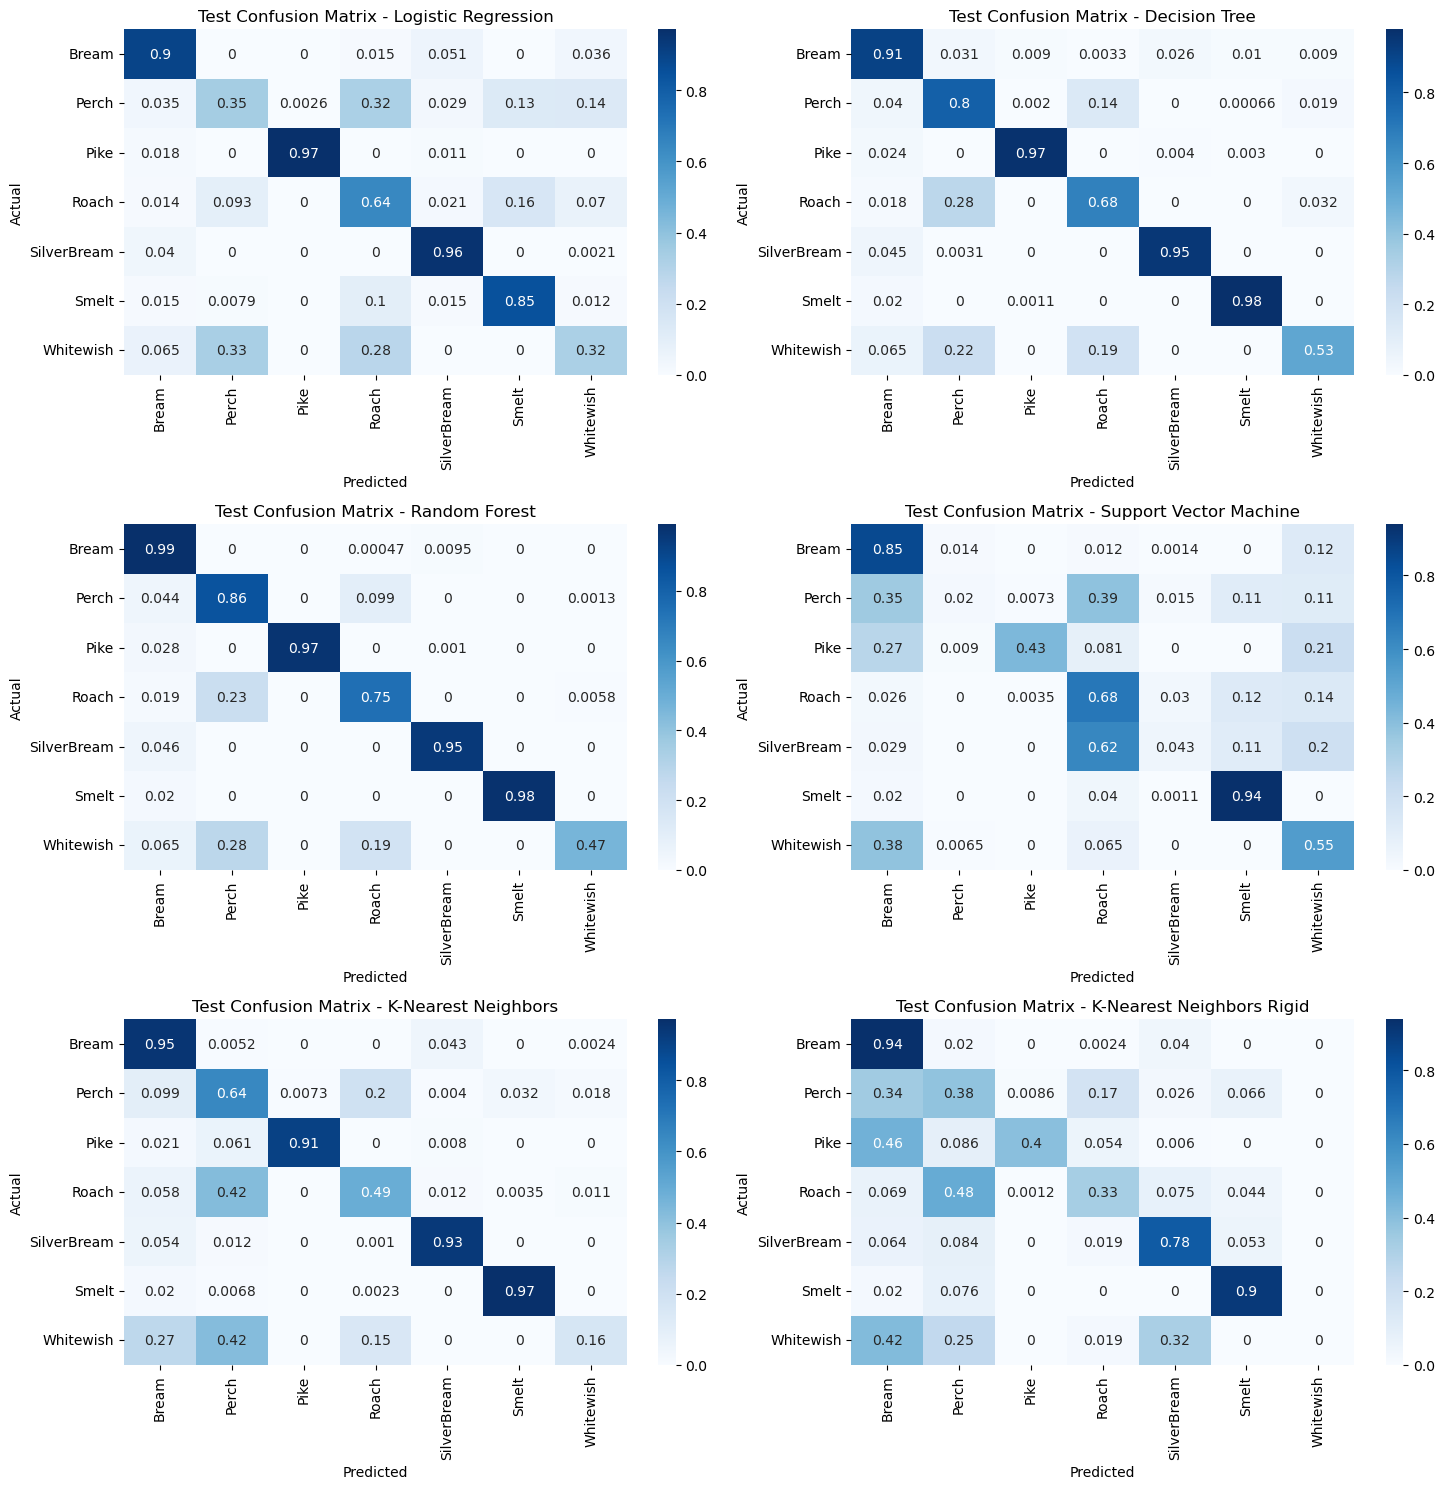 Test Confusion Matrix - Logistic Regression
Bream 0.9 0 0 0.015 0.051 0 0.036
Perch 0.035 0.35 0.0026 0.32 0.029 0.13 0.14
Pike 0.018 0 0.97 0 0.011 0 0
Roach 0.014 0.093 0 0.64 0.021 0.16 0.07
SilverBream 0.04 0 0 0 0.96 0 0.0021
Smelt 0.015 0.0079 0 0.1 0.015 0.85 0.012
Whitewish 0.065 0.33 0 0.28 0 0 0.32
Actual
Bream Perch Pike Roach SilverBream Smelt Whitewish
Predicted
0.8
0.6
0.4
0.2
0.0
Test Confusion Matrix - Decision Tree
Bream 0.91 0.031 0.009 0.0033 0.026 0.01 0.009
Perch 0.04 0.8 0.002 0.14 0 0.00066 0.019
Pike 0.024 0 0.97 0 0.004 0.003 0
Roach 0.018 0.28 0 0.68 0 0 0.032
SilverBream 0.045 0.0031 0 0 0.95 0 0
Smelt 0.02 0 0.0011 0 0 0.98 0
Whitewish 0.065 0.22 0 0.19 0 0 0.53
Actual
Bream Perch Pike Roach SilverBream Smelt Whitewish
Predicted
0.8
0.6
0.4
0.2
0.0
Test Confusion Matrix - Random Forest
Bream 0.99 0 0 0.00047 0.0095 0 0
Perch 0.044 0.86 0 0.099 0 0 0.0013
Pike 0.028 0 0.97 0 0.001 0 0
Roach 0.019 0.23 0 0.75 0 0 0.0058
SilverBream 0.046 0 0 0 0.95 0 0
Smelt 0.02 0 0 0 0 0.98 0
Whitewish 0.065 0.28 0 0.19 0 0 0.47
Actual
Bream Perch Pike Roach SilverBream Smelt Whitewish
Predicted
0.8
0.6
0.4
0.2
0.0
Test Confusion Matrix - Support Vector Machine
Bream 0.85 0.014 0 0.012 0.0014 0 0.12
Perch 0.35 0.02 0.0073 0.39 0.015 0.11 0.11
Pike 0.27 0.009 0.43 0.081 0 0 0.21
Roach 0.026 0 0.0035 0.68 0.03 0.12 0.14
SilverBream 0.029 0 0 0.62 0.043 0.11 0.2
Smelt 0.02 0 0 0.04 0.0011 0.94 0
Whitewish 0.38 0.0065 0 0.065 0 0 0.55
Actual
Bream Perch Pike Roach SilverBream Smelt Whitewish
Predicted
0.8
0.6
0.4
0.2
0.0
Test Confusion Matrix - K-Nearest Neighbors
Bream 0.95 0.0052 0 0 0.043 0 0.0024
Perch 0.099 0.64 0.0073 0.2 0.004 0.032 0.018
Pike 0.021 0.061 0.91 0 0.008 0 0
Roach 0.058 0.42 0 0.49 0.012 0.0035 0.011
SilverBream 0.054 0.012 0 0.001 0.93 0 0
Smelt 0.02 0.0068 0 0.0023 0 0.97 0
Whitewish 0.27 0.42 0 0.15 0 0 0.16
Actual
Bream Perch Pike Roach SilverBream Smelt Whitewish
Predicted
0.8
0.6
0.4
0.2
0.0
Test Confusion Matrix - K-Nearest Neighbors Rigid
Bream 0.94 0.02 0 0.0024 0.04 0 0
Perch 0.34 0.38 0.0086 0.17 0.026 0.066 0
Pike 0.46 0.086 0.4 0.054 0.006 0 0
Roach 0.069 0.48 0.0012 0.33 0.075 0.044 0
SilverBream 0.064 0.084 0 0.019 0.78 0.053 0
Smelt 0.02 0.076 0 0 0 0.9 0
Whitewish 0.42 0.25 0 0.019 0.32 0 0
Actual
Bream Perch Pike Roach SilverBream Smelt Whitewish
Predicted
0.8
0.6
0.4
0.2
0.0